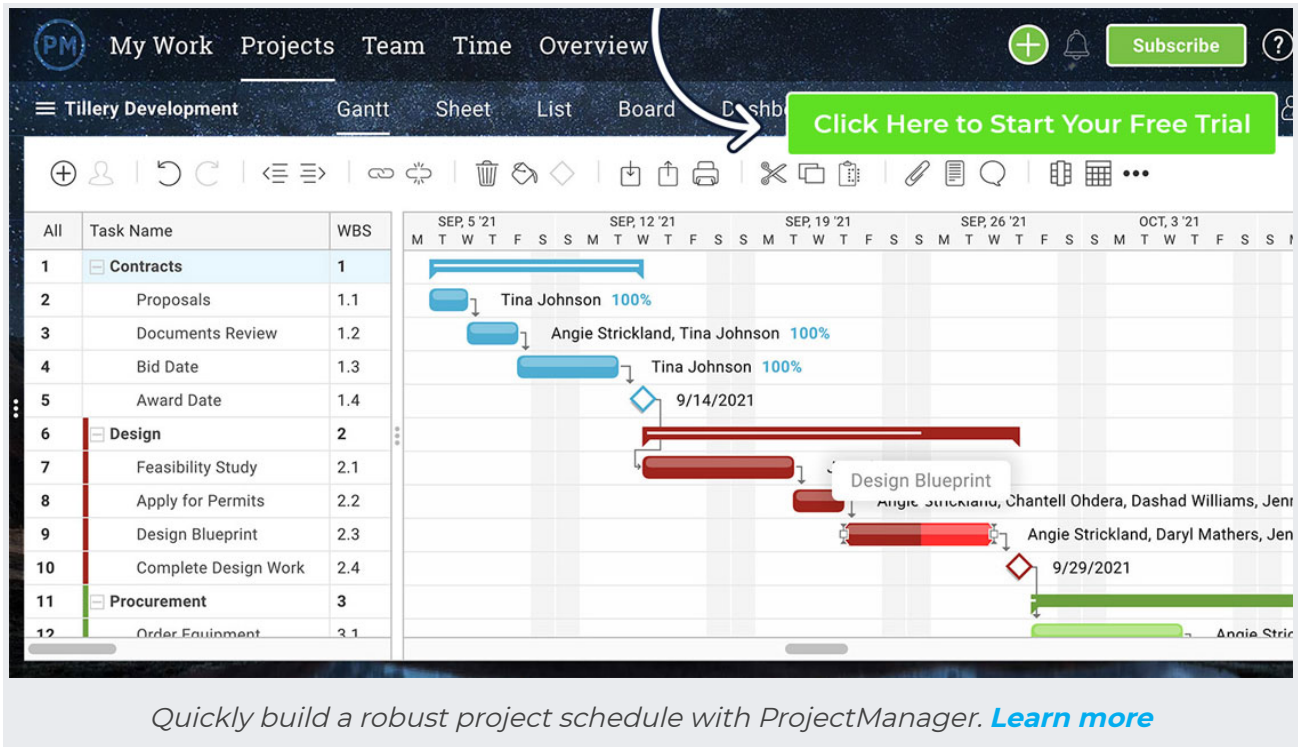 PM My Work Projects Team Time Overview Subscribe ?
Tillery Development Gantt Sheet List Board
Click Here to Start Your Free Trial
All Task Name WBS SEP, 5 '21 SEP, 12 '21 SEP, 19 '21 SEP, 26 '21 OCT, 3 '21
M T W T F S S M T W T F S S M T W T F S S M T W T F S S M T W T F S S
1 Contracts 1
2 Proposals 1.1 Tina Johnson 100%
3 Documents Review 1.2 Angie Strickland, Tina Johnson 100%
4 Bid Date 1.3 Tina Johnson 100%
5 Award Date 1.4 9/14/2021
6 Design 2
7 Feasibility Study 2.1
Design Blueprint
8 Apply for Permits 2.2 Angie Strickland, Chantell Ohdera, Dashad Williams, Jenn
9 Design Blueprint 2.3 Angie Strickland, Daryl Mathers, Jen
10 Complete Design Work 2.4 9/29/2021
11 Procurement 3
12 Order Equipment 3.1 Angie Stric
Quickly build a robust project schedule with ProjectManager. Learn more